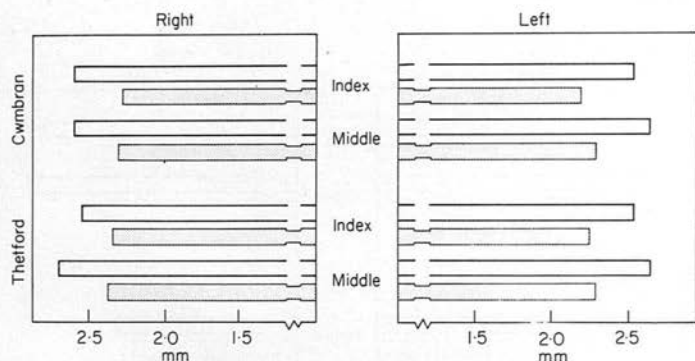 Right Left
Cwmbran
Index
Middle
Thetford
Index
Middle
2·5 2·0 1·5 1·5 2·0 2·5
mm mm